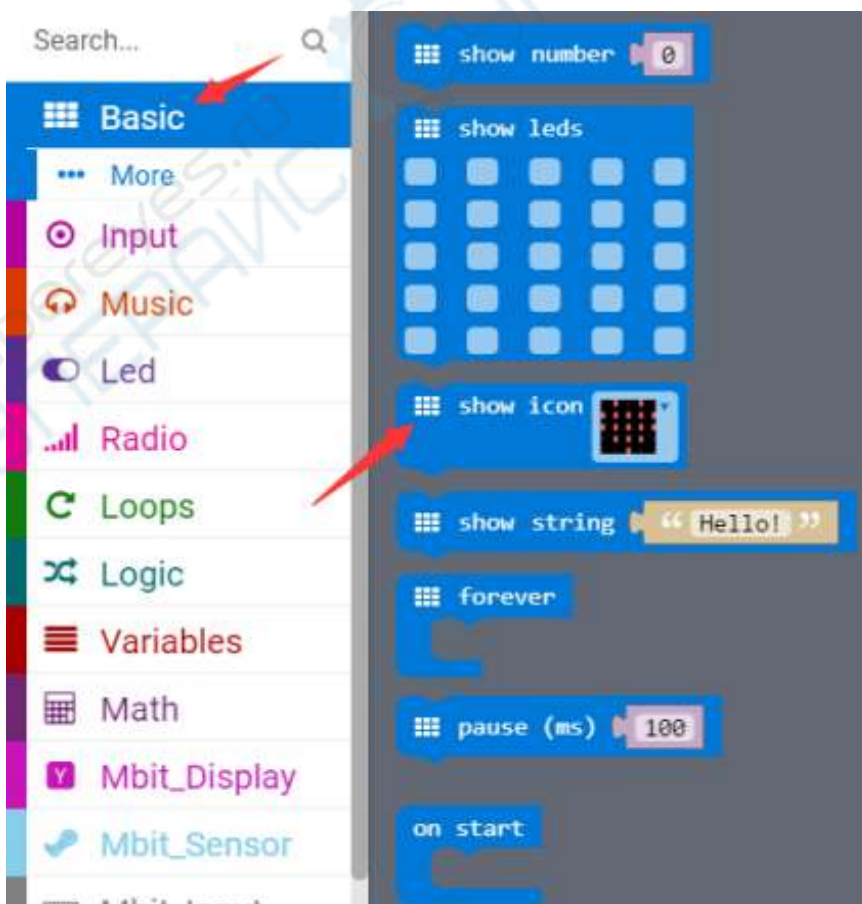 Search...
Basic
More
Input
Music
Led
Radio
Loops
Logic
Variables
Math
Mbit_Display
Mbit_Sensor
show number 0
show leds
show icon
show string “ Hello! ”
forever
pause (ms) 100
on start